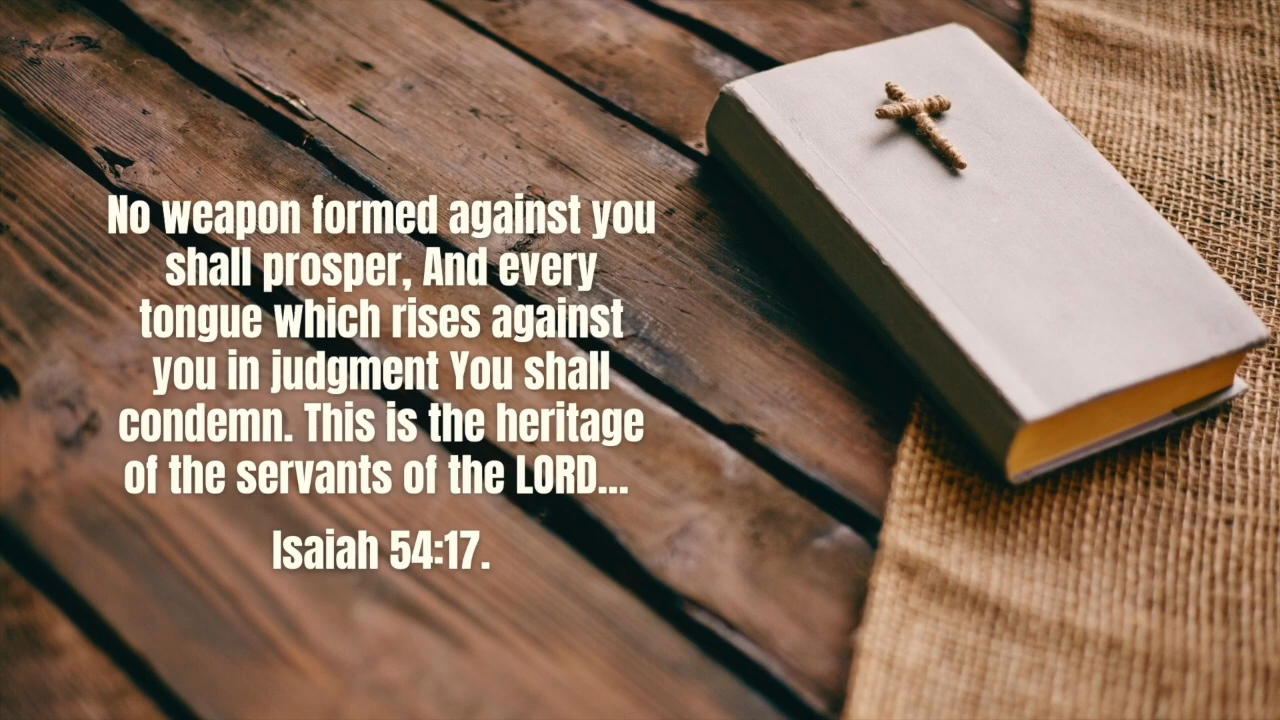 No weapon formed against you
shall prosper, And every
tongue which rises against
you in judgment You shall
condemn. This is the heritage
of the servants of the LORD...
Isaiah 54:17.